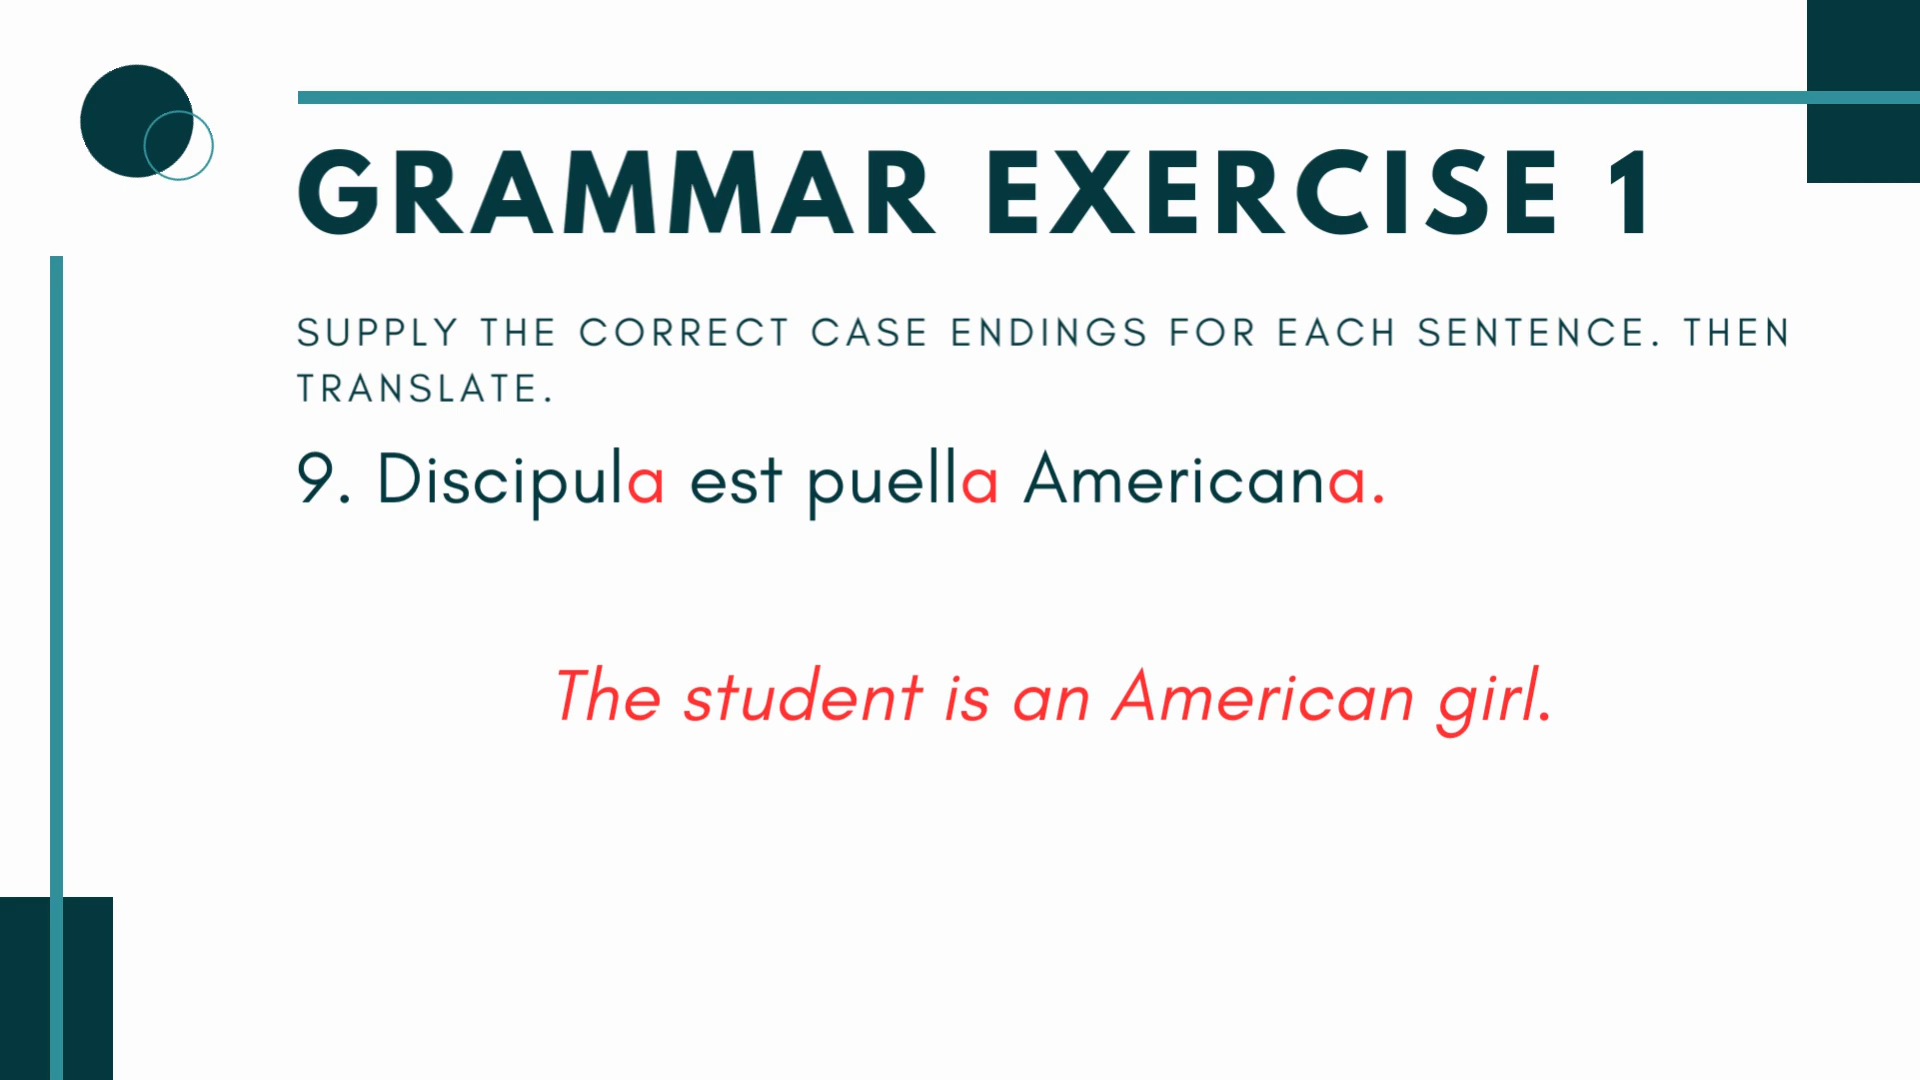 GRAMMAR EXERCISE 1
SUPPLY THE CORRECT CASE ENDINGS FOR EACH SENTENCE. THEN
TRANSLATE.
9. Discipula est puella Americana.
The student is an American girl.